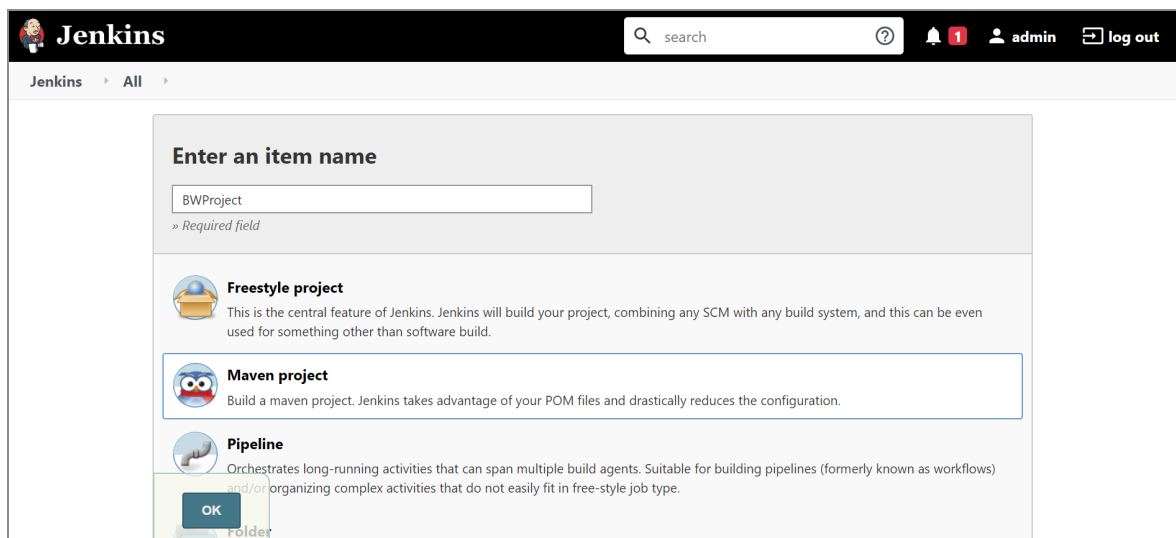 Jenkins
search
1
admin
log out
Jenkins
All
Enter an item name
BWProject
» Required field
Freestyle project
This is the central feature of Jenkins. Jenkins will build your project, combining any SCM with any build system, and this can be even
used for something other than software build.
Maven project
Build a maven project. Jenkins takes advantage of your POM files and drastically reduces the configuration.
Pipeline
Orchestrates long-running activities that can span multiple build agents. Suitable for building pipelines (formerly known as workflows)
and/or organizing complex activities that do not easily fit in free-style job type.
OK
Folder